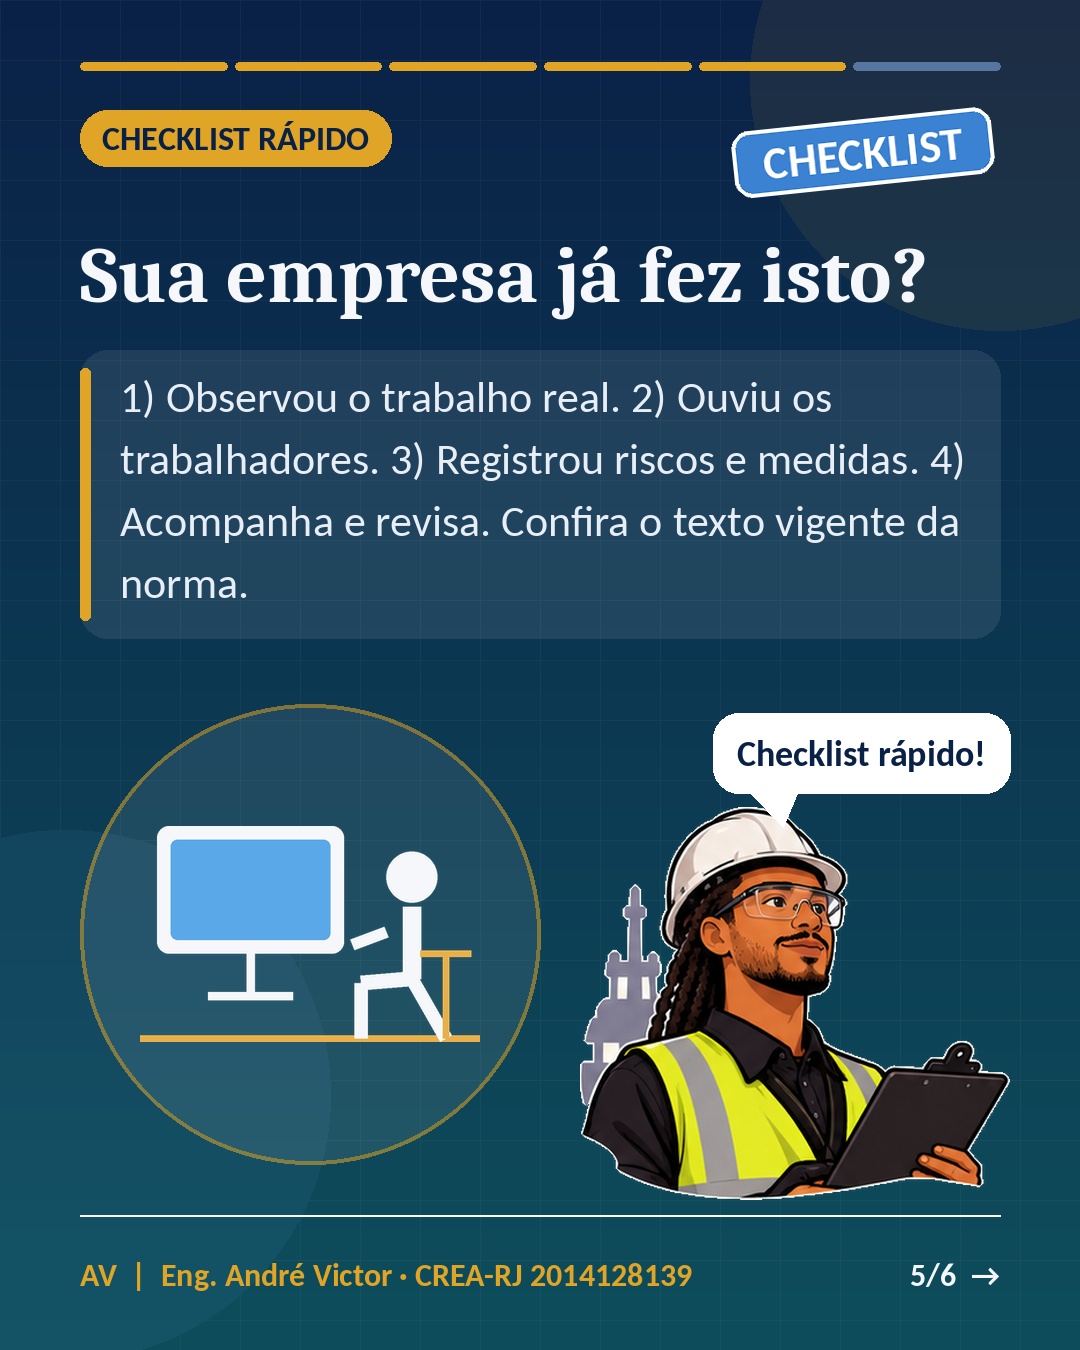 CHECKLIST RÁPIDO
CHECKLIST
Sua empresa já fez isto?
1) Observou o trabalho real. 2) Ouviu os
trabalhadores. 3) Registrou riscos e medidas. 4)
Acompanha e revisa. Confira o texto vigente da
norma.
Checklist rápido!
AV | Eng. André Victor · CREA-RJ 2014128139
5/6 →